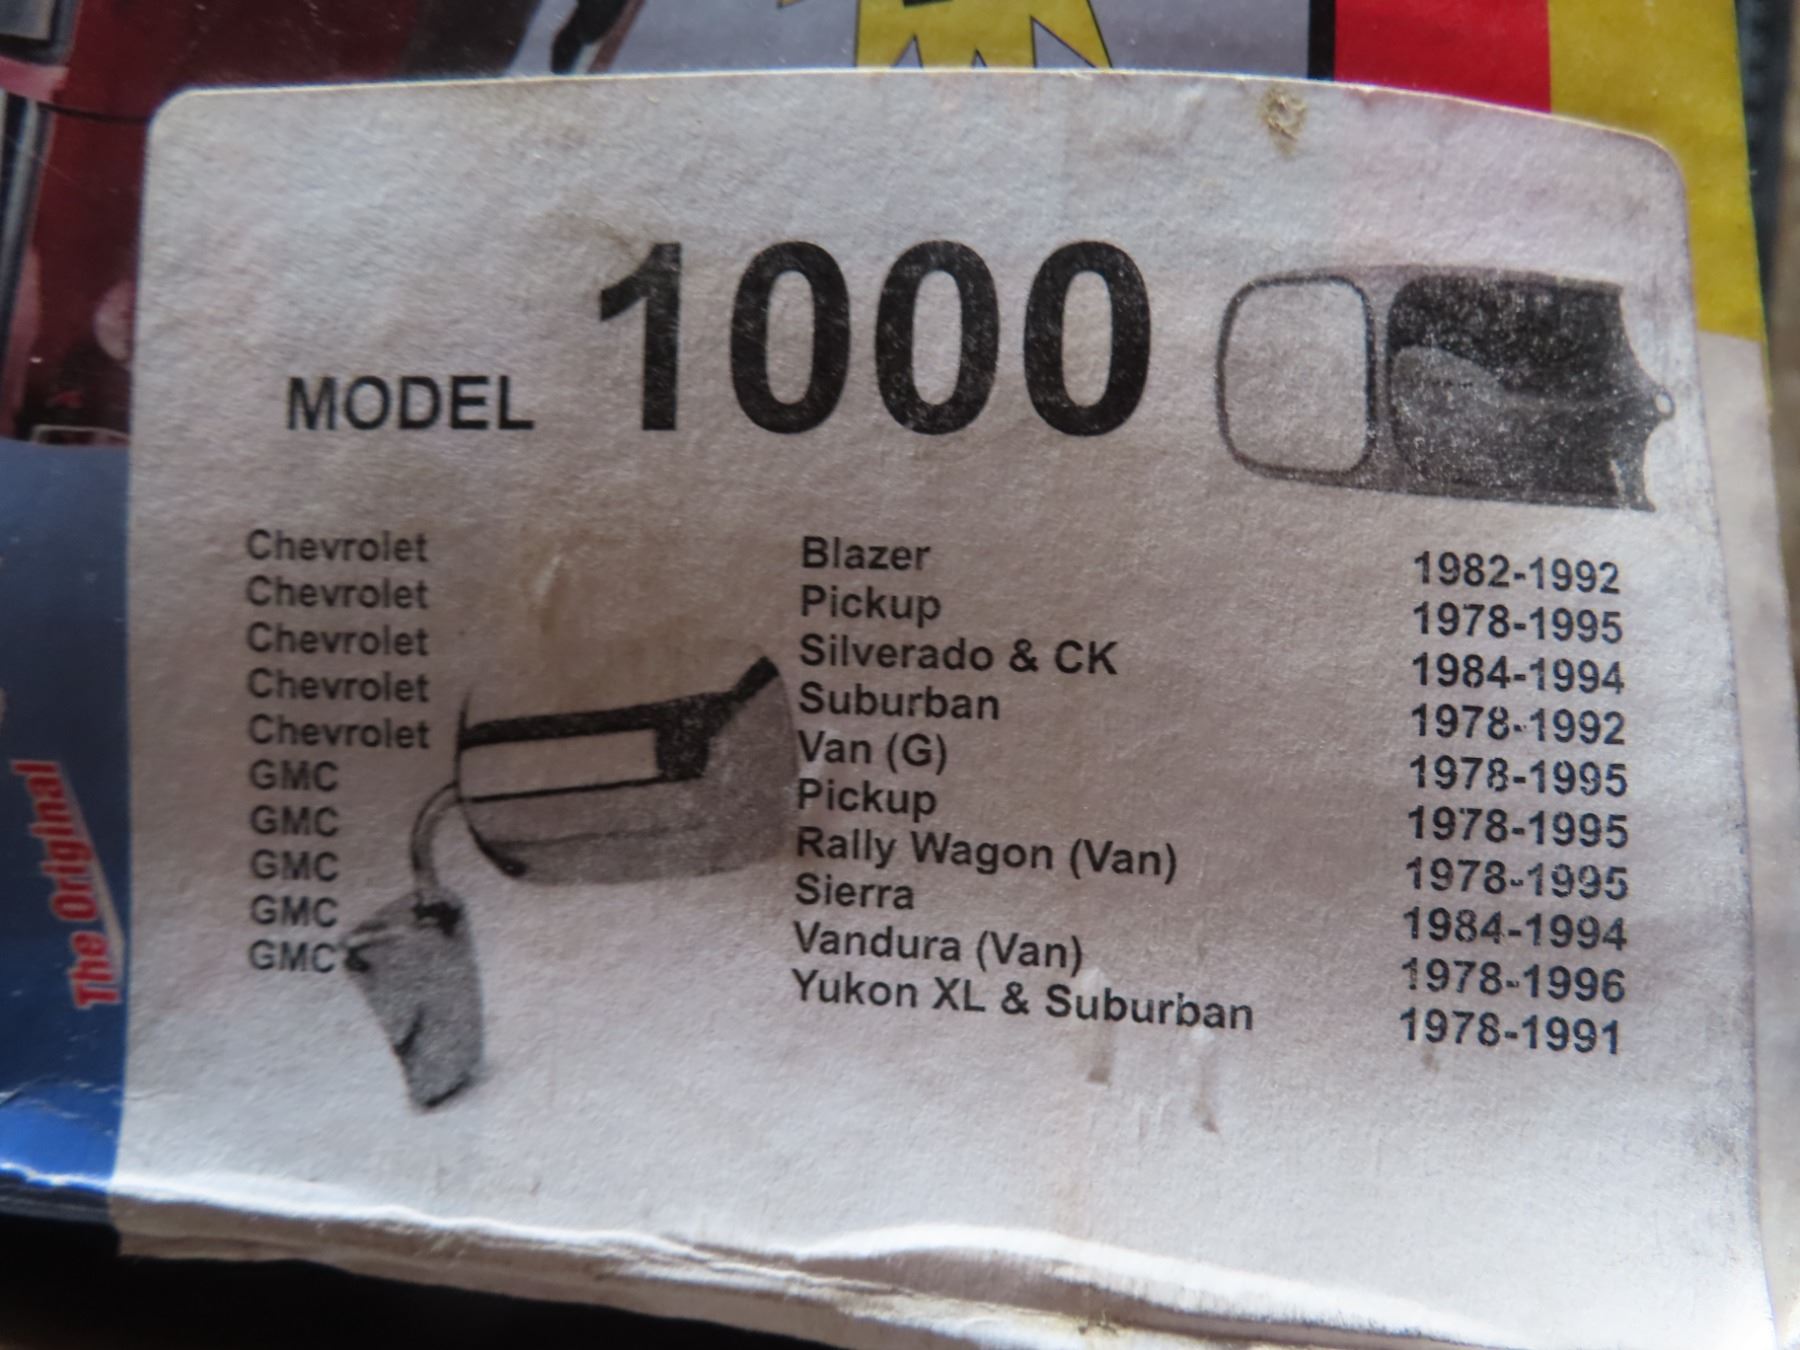 MODEL 1000
Chevrolet Blazer 1982-1992
Chevrolet Pickup 1978-1995
Chevrolet Silverado & CK 1984-1994
Chevrolet Suburban 1978-1992
Chevrolet Van (G) 1978-1995
GMC Pickup 1978-1995
GMC Rally Wagon (Van) 1978-1995
GMC Sierra 1984-1994
GMC Vandura (Van) 1978-1996
GMC Yukon XL & Suburban 1978-1991
The Original